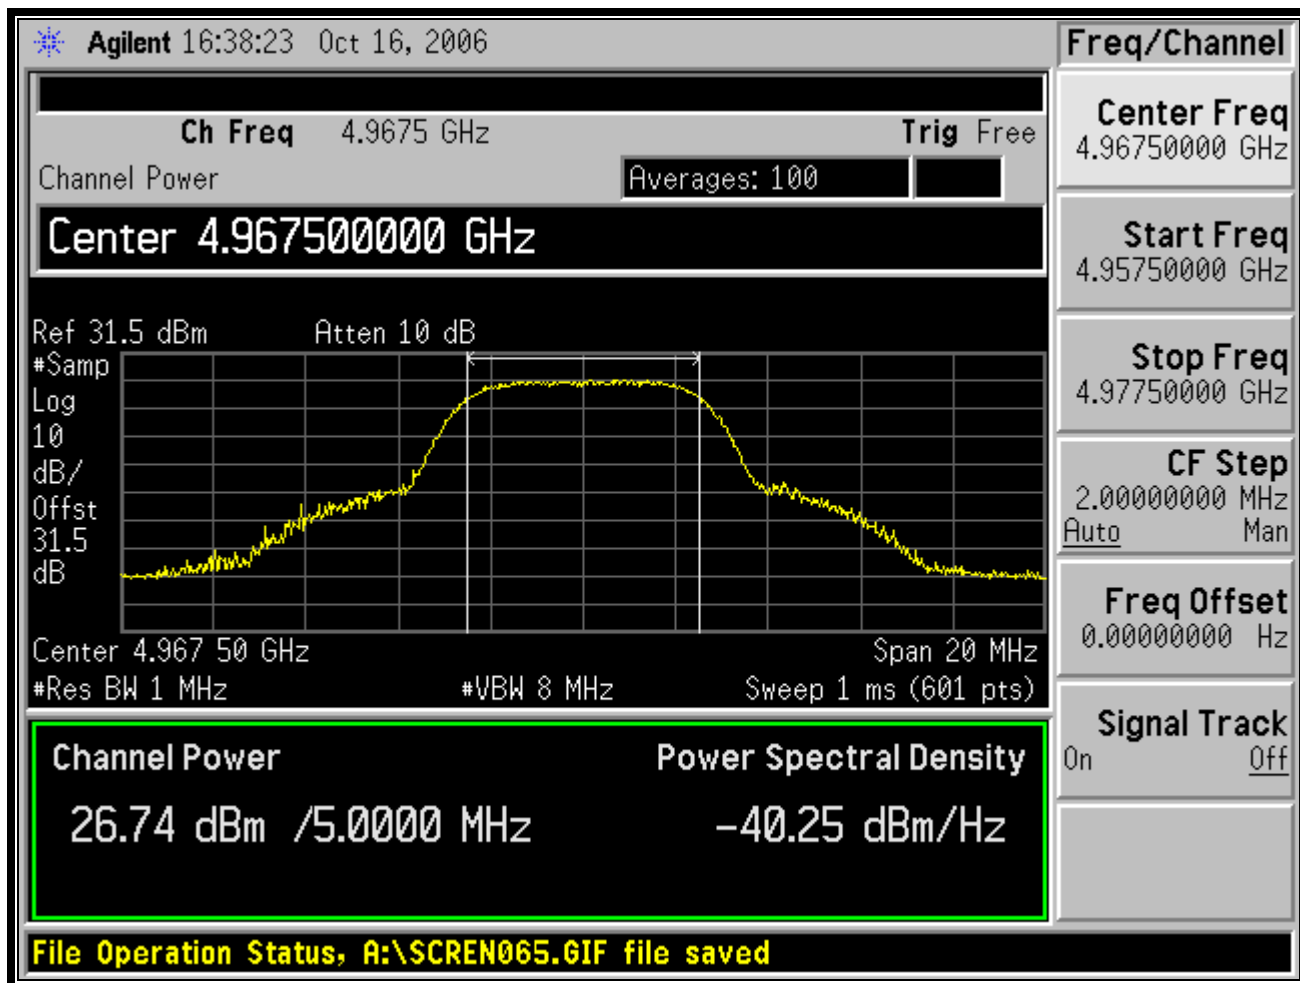 Agilent 16:38:23 Oct 16, 2006
Ch Freq 4.9675 GHz Trig Free
Channel Power Averages: 100
Center 4.967500000 GHz
Ref 31.5 dBm Atten 10 dB
#Samp
Log
10
dB/
Offst
31.5
dB
Center 4.967 50 GHz Span 20 MHz
#Res BW 1 MHz #VBW 8 MHz Sweep 1 ms (601 pts)
Channel Power Power Spectral Density
26.74 dBm /5.0000 MHz -40.25 dBm/Hz
File Operation Status, A:\SCREN065.GIF file saved
Freq/Channel
Center Freq
4.96750000 GHz
Start Freq
4.95750000 GHz
Stop Freq
4.97750000 GHz
CF Step
2.00000000 MHz
Auto Man
Freq Offset
0.00000000 Hz
Signal Track
On Off